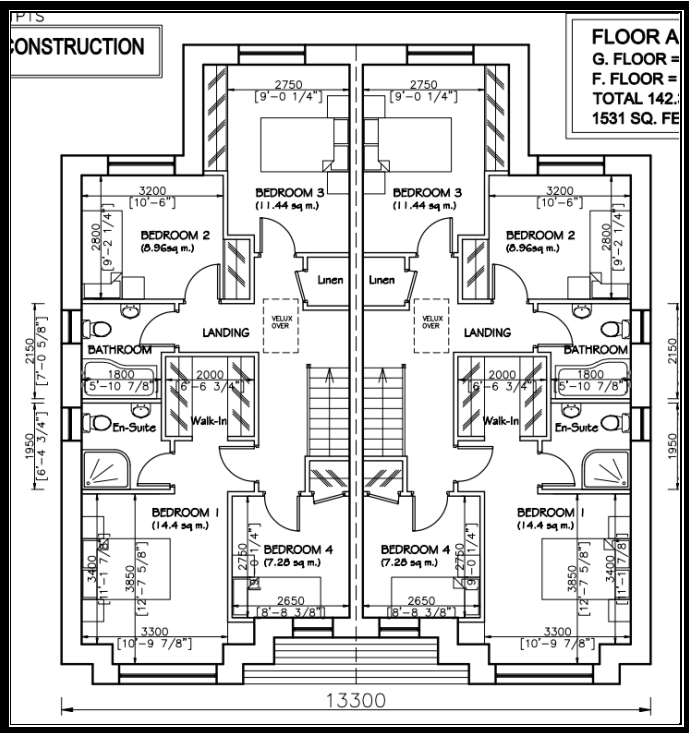 CONSTRUCTION
FLOOR A
G. FLOOR =
F. FLOOR =
TOTAL 142.
1531 SQ. FE
2750
[9'-0 1/4"]
2750
[9'-0 1/4"]
BEDROOM 3
(11.44 sq m.)
BEDROOM 3
(11.44 sq m.)
3200
[10'-6"]
3200
[10'-6"]
2800
[9'-2 1/4"]
2800
[9'-2 1/4"]
BEDROOM 2
(8.96sq m.)
BEDROOM 2
(8.96sq m.)
Linen
Linen
VELUX
OVER
VELUX
OVER
LANDING
LANDING
2150
[7'-0 5/8"]
2150
BATHROOM
BATHROOM
1800
5'-10 7/8"
2000
[6'-6 3/4"]
2000
[6'-6 3/4"]
1800
5'-10 7/8"
1950
[6'-4 3/4"]
1950
En-Suite
Walk-In
Walk-In
En-Suite
BEDROOM 1
(14.4 sq m.)
BEDROOM 1
(14.4 sq m.)
BEDROOM 4
(7.28 sq m.)
BEDROOM 4
(7.28 sq m.)
2750
[9'-0 1/4"]
2750
9'-0 1/4"]
3400
[11'-1 7/8"]
3850
[12'-7 5/8"]
3850
[12'-7 5/8"]
3400
[11'-1 7/8"]
2650
[8'-8 3/8"]
2650
[8'-8 3/8"]
3300
[10'-9 7/8"]
3300
[10'-9 7/8"]
13300